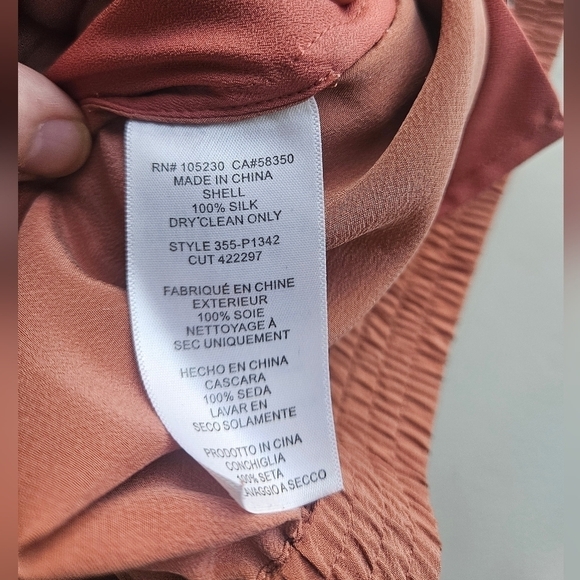 RN# 105230 CA#58350
MADE IN CHINA
SHELL
100% SILK
DRY CLEAN ONLY
STYLE 355-P1342
CUT 422297
FABRIQUÉ EN CHINE
EXTERIEUR
100% SOIE
NETTOYAGE À
SEC UNIQUEMENT
HECHO EN CHINA
CASCARA
100% SEDA
LAVAR EN
SECO SOLAMENTE
PRODOTTO IN CINA
CONCHIGLIA
100% SETA
LAVAGGIO A SECCO